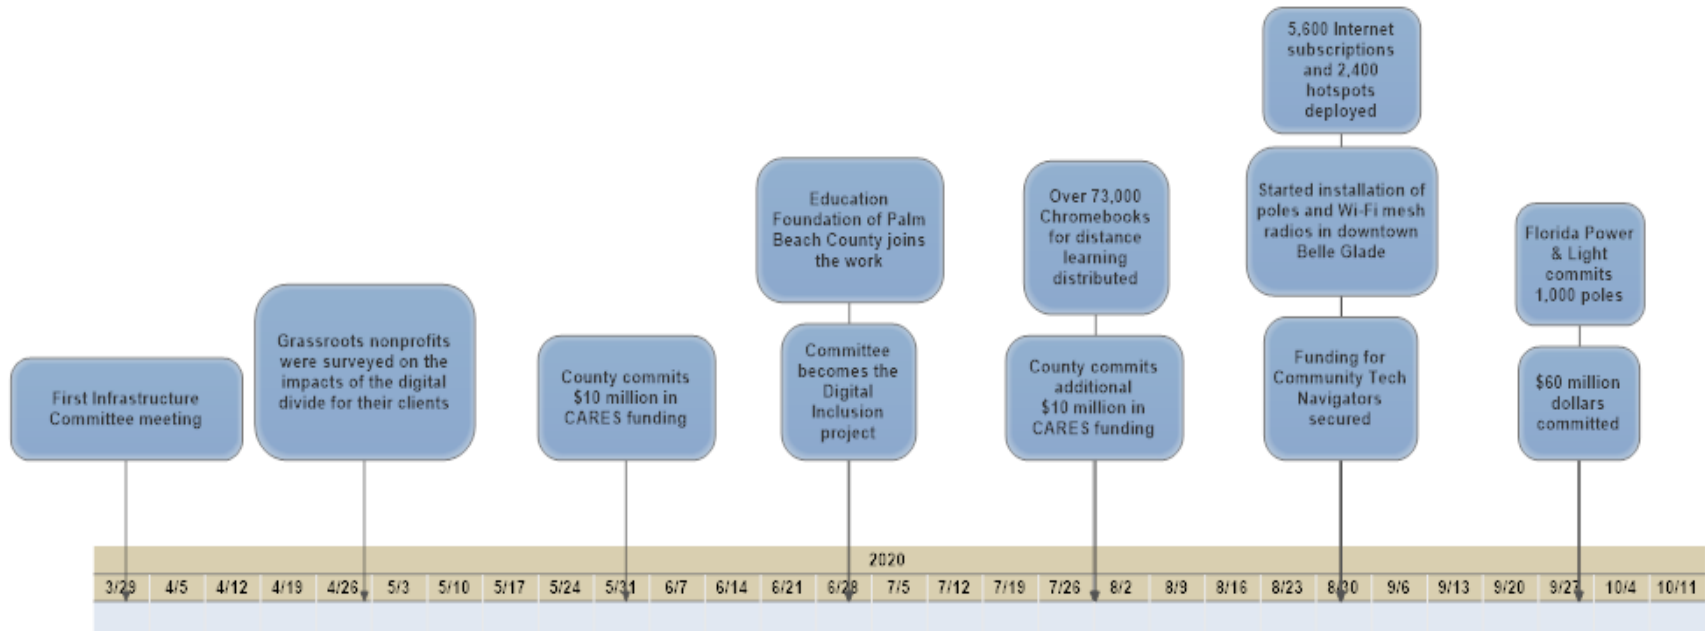 First Infrastructure
Committee meeting
Grassroots nonprofits
were surveyed on the
impacts of the digital
divide for their clients
County commits
$10 million in
CARES funding
Education
Foundation of Palm
Beach County joins
the work
Committee
becomes the
Digital
Inclusion
project
Over 73,000
Chromebooks
for distance
learning
distributed
County commits
additional
$10 million in
CARES funding
5,600 Internet
subscriptions
and 2,400
hotspots
deployed
Started installation of
poles and Wi-Fi mesh
radios in downtown
Belle Glade
Funding for
Community Tech
Navigators
secured
Florida Power
& Light
commits
1,000 poles
$60 million
dollars
committed
2020
3/29 4/5 4/12 4/19 4/26 5/3 5/10 5/17 5/24 5/31 6/7 6/14 6/21 6/28 7/5 7/12 7/19 7/26 8/2 8/9 8/16 8/23 8/30 9/6 9/13 9/20 9/27 10/4 10/11